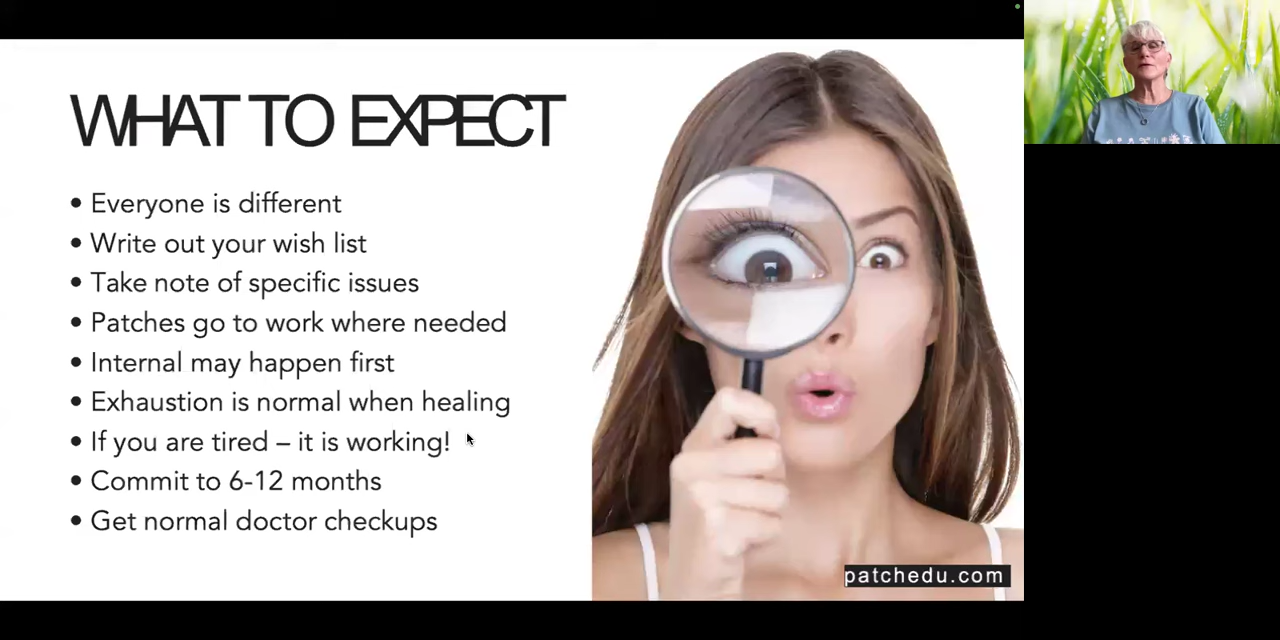 WHAT TO EXPECT
• Everyone is different
• Write out your wish list
• Take note of specific issues
• Patches go to work where needed
• Internal may happen first
• Exhaustion is normal when healing
• If you are tired – it is working!
• Commit to 6-12 months
• Get normal doctor checkups
patchedu.com